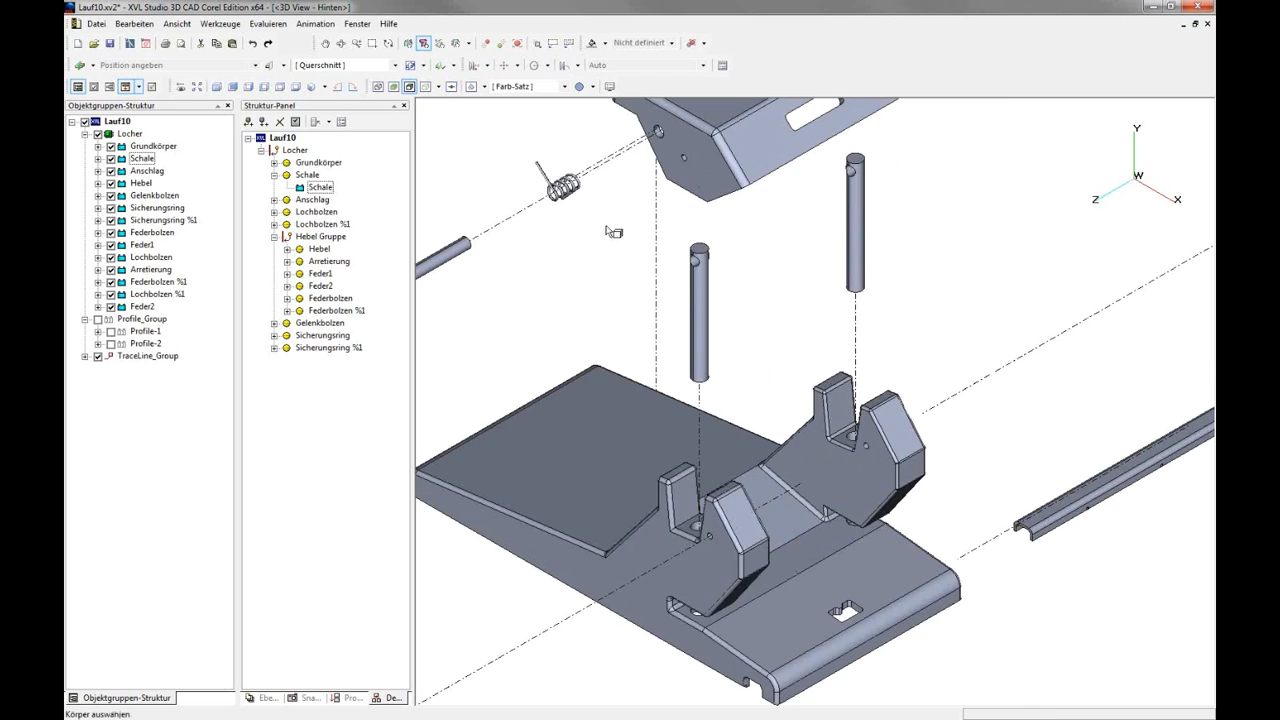 Lauf10.xv2* - XVL Studio 3D CAD Corel Edition x64 - [<3D View - Hinten>]
Datei Bearbeiten Ansicht Werkzeuge Evaluieren Animation Fenster Hilfe
Nicht definiert
Position angeben [ Querschnitt ] Auto
[ Farb-Satz ]
Objektgruppen-Struktur
Lauf10
Locher
Grundkörper
Schale
Anschlag
Hebel
Gelenkbolzen
Sicherungsring
Sicherungsring %1
Federbolzen
Feder1
Lochbolzen
Arretierung
Federbolzen %1
Lochbolzen %1
Feder2
Profile_Group
Profile-1
Profile-2
TraceLine_Group
Objektgruppen-Struktur
Struktur-Panel
Lauf10
Locher
Grundkörper
Schale
Schale
Anschlag
Lochbolzen
Lochbolzen %1
Hebel Gruppe
Hebel
Arretierung
Feder1
Feder2
Federbolzen
Federbolzen %1
Gelenkbolzen
Sicherungsring
Sicherungsring %1
Ebe... Sna... Pro... De...
Y
W
Z X
Körper auswählen.